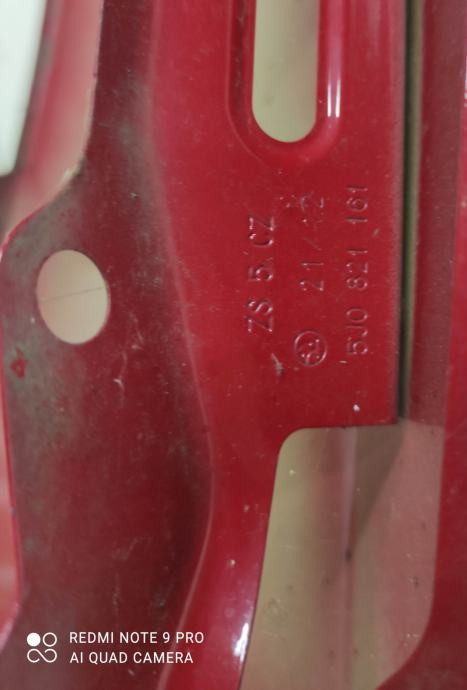 ZS 5 CZ
21 12
5J0 821 161
REDMI NOTE 9 PRO
AI QUAD CAMERA